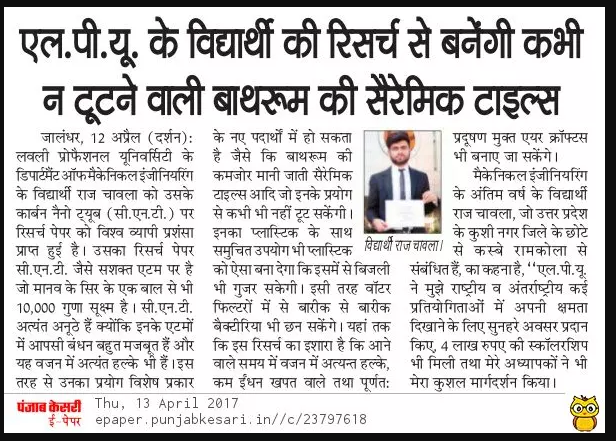 एल.पी.यू. के विद्यार्थी की रिसर्च से बनेंगी कभी
न टूटने वाली बाथरूम की सैरेमिक टाइल्स
जालंधर, 12 अप्रैल (दर्शन):
लवली प्रोफैशनल यूनिवर्सिटी के
डिपार्टमैंट ऑफ मैकेनिकल इंजीनियरिंग
के विद्यार्थी राज चावला को उसके
कार्बन नैनो ट्यूब (सी.एन.टी.) पर
रिसर्च पेपर को विश्व व्यापी प्रशंसा
प्राप्त हुई है। उसका रिसर्च पेपर
सी.एन.टी. जैसे सशक्त एटम पर है
जो मानव के सिर के एक बाल से भी
10,000 गुणा सूक्ष्म है। सी.एन.टी.
अत्यंत अनूठे हैं क्योंकि इनके एटमों
में आपसी बंधन बहुत मजबूत हैं और
यह वजन में अत्यंत हल्के भी हैं। इस
तरह से उनका प्रयोग विशेष प्रकार
के नए पदार्थों में हो सकता
है जैसे कि बाथरूम की
कमजोर मानी जाती सैरेमिक
टाइल्स आदि जो इनके प्रयोग
से कभी भी नहीं टूट सकेंगी।
इनका प्लास्टिक के साथ
समुचित उपयोग भी प्लास्टिक
को ऐसा बना देगा कि इसमें से बिजली
भी गुजर सकेगी। इसी तरह वॉटर
फिल्टरों में से बारीक से बारीक
बैक्टीरिया भी छन सकेंगे। यहां तक
कि इस रिसर्च का इशारा है कि आने
वाले समय में वजन में अत्यन्त हल्के,
कम ईंधन खपत वाले तथा पूर्णत:
विद्यार्थी राज चावला।
प्रदूषण मुक्त एयर क्रॉफ्टस
भी बनाए जा सकेंगे।
मैकेनिकल इंजीनियरिंग
के अंतिम वर्ष के विद्यार्थी
राज चावला, जो उत्तर प्रदेश
के कुशी नगर जिले के छोटे
से कस्बे रामकोला से
संबंधित हैं, का कहना है, ‘‘एल.पी.यू.
ने मुझे राष्ट्रीय व अंतर्राष्ट्रीय कई
प्रतियोगिताओं में अपनी क्षमता
दिखाने के लिए सुनहरे अवसर प्रदान
किए, 4 लाख रुपए की स्कॉलरशिप
भी मिली तथा मेरे अध्यापकों ने भी
मेरा कुशल मार्गदर्शन किया।
पंजाब केसरी
ई-पेपर
Thu, 13 April 2017
epaper.punjabkesari.in//c/23797618